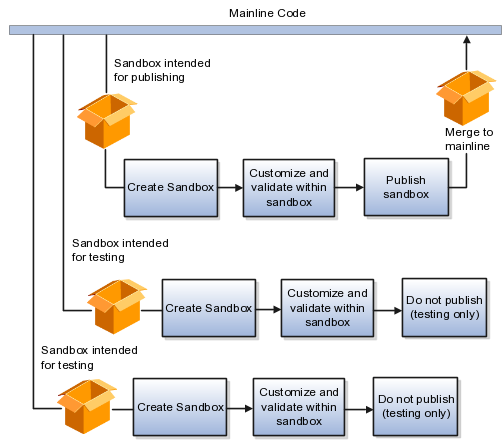 Mainline Code
Sandbox intended
for publishing
Merge to
mainline
Create Sandbox
Customize and
validate within
sandbox
Publish
sandbox
Sandbox intended
for testing
Create Sandbox
Customize and
validate within
sandbox
Do not publish
(testing only)
Sandbox intended
for testing
Create Sandbox
Customize and
validate within
sandbox
Do not publish
(testing only)